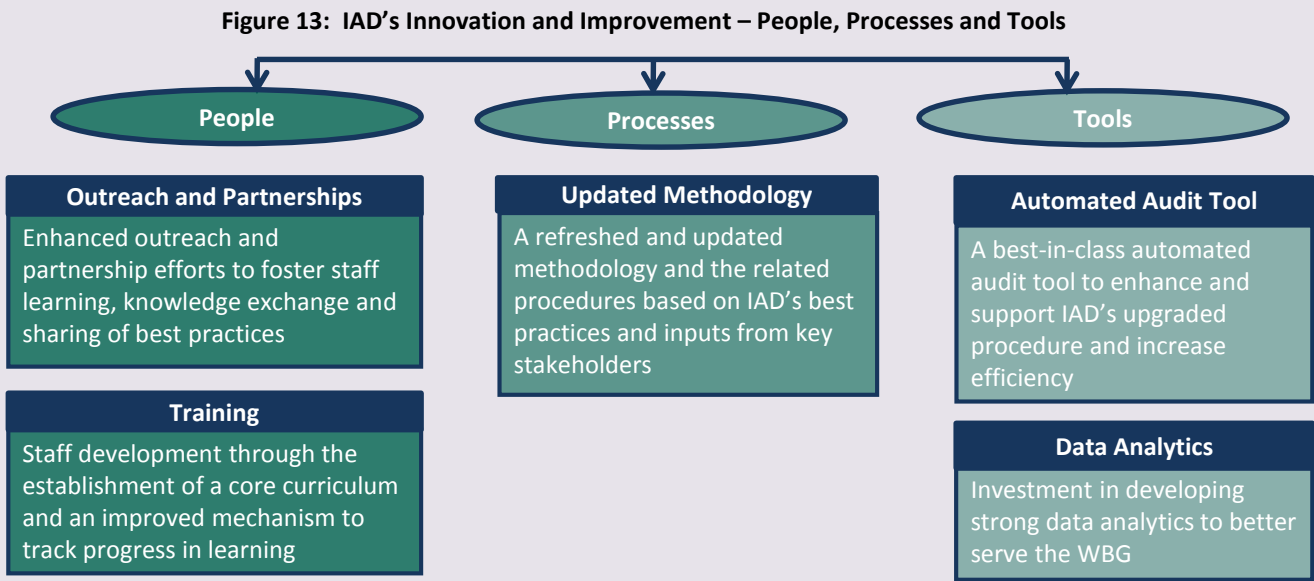 Figure 13:  IAD’s Innovation and Improvement – People, Processes and Tools
People
Processes
Tools
Outreach and Partnerships
Enhanced outreach and
partnership efforts to foster staff
learning, knowledge exchange and
sharing of best practices
Training
Staff development through the
establishment of a core curriculum
and an improved mechanism to
track progress in learning
Updated Methodology
A refreshed and updated
methodology and the related
procedures based on IAD’s best
practices and inputs from key
stakeholders
Automated Audit Tool
A best-in-class automated
audit tool to enhance and
support IAD’s upgraded
procedure and increase
efficiency
Data Analytics
Investment in developing
strong data analytics to better
serve the WBG